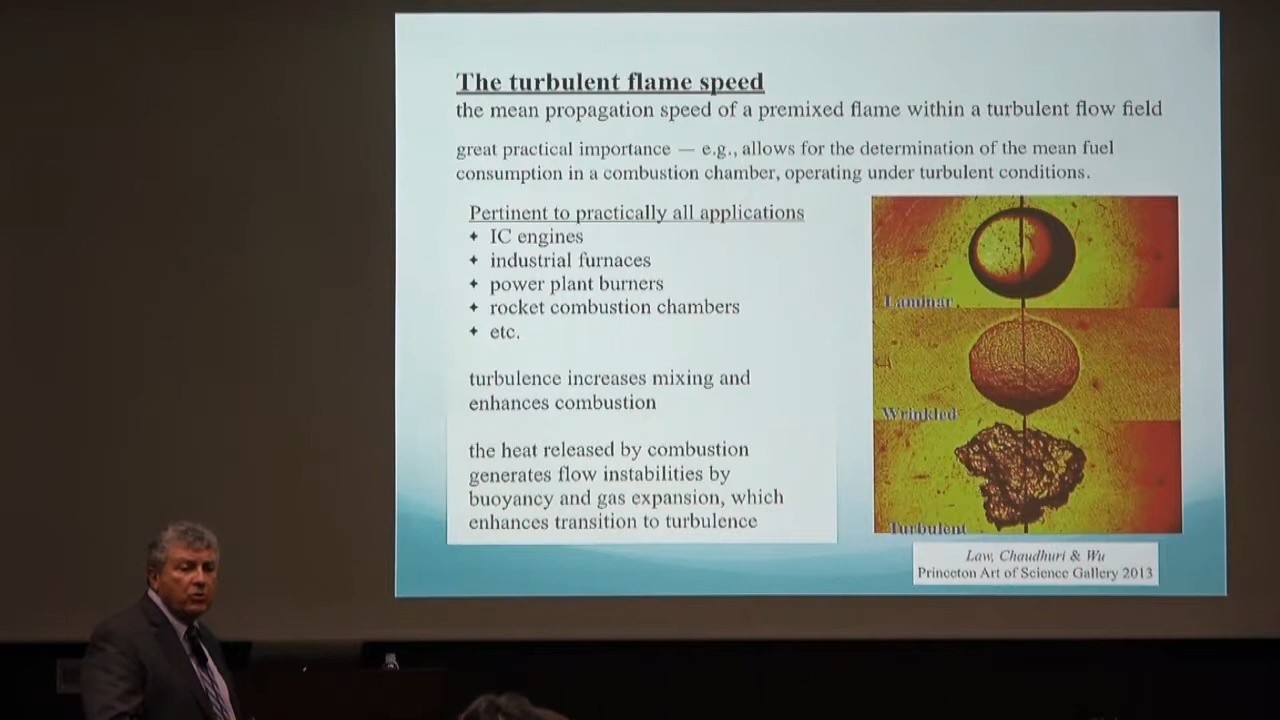 The turbulent flame speed
the mean propagation speed of a premixed flame within a turbulent flow field
great practical importance — e.g., allows for the determination of the mean fuel
consumption in a combustion chamber, operating under turbulent conditions.
Pertinent to practically all applications
✦ IC engines
✦ industrial furnaces
✦ power plant burners
✦ rocket combustion chambers
✦ etc.
turbulence increases mixing and
enhances combustion
the heat released by combustion
generates flow instabilities by
buoyancy and gas expansion, which
enhances transition to turbulence
Laminar
Wrinkled
Turbulent
Law, Chaudhuri & Wu
Princeton Art of Science Gallery 2013